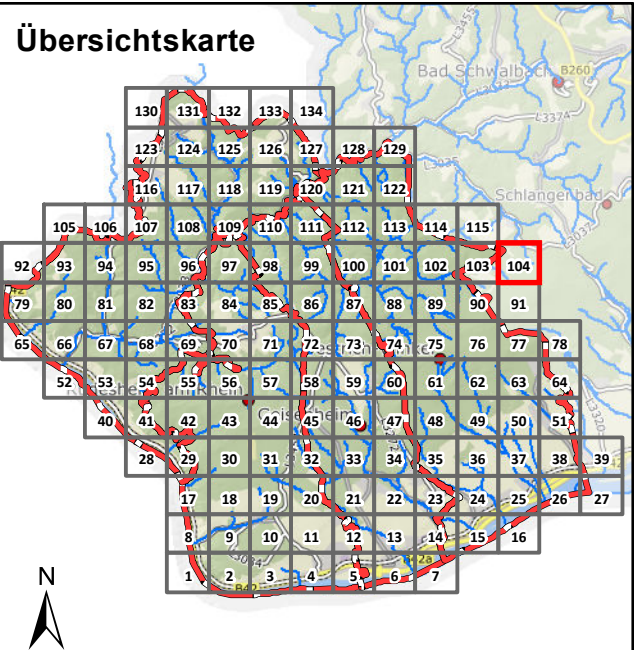 Übersichtskarte
L3455
Bad Schwalbach
B260
L3374
130 131 132 133 134
123 124 125 126 127 128 129
L3035
116 117 118 119 120 121 122
Schlangenbad
105 106 107 108 109 110 111 112 113 114 115
L3037
92 93 94 95 96 97 98 99 100 101 102 103 104
79 80 81 82 83 84 85 86 87 88 89 90 91
65 66 67 68 69 70 71 72 73 74 75 76 77 78
52 53 54 55 56 57 58 59 60 61 62 63 64
Geisenheim
L3320
40 41 42 43 44 45 46 47 48 49 50 51
28 29 30 31 32 33 34 35 36 37 38 39
17 18 19 20 21 22 23 24 25 26 27
8 9 10 11 12 13 14 15 16
L3034
B42a
N
1 2 3 4 5 6 7
B42